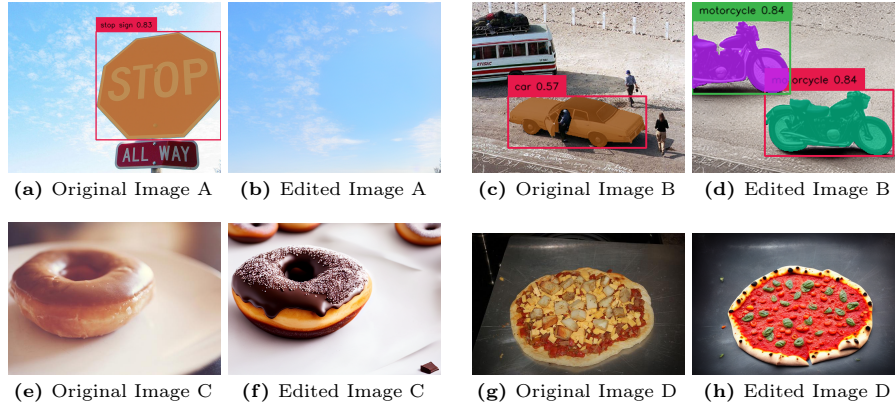 stop sign 0.83
STOP
ALL WAY
car 0.57
motorcycle 0.84
motorcycle 0.84
(a) Original Image A
(b) Edited Image A
(c) Original Image B
(d) Edited Image B
(e) Original Image C
(f) Edited Image C
(g) Original Image D
(h) Edited Image D